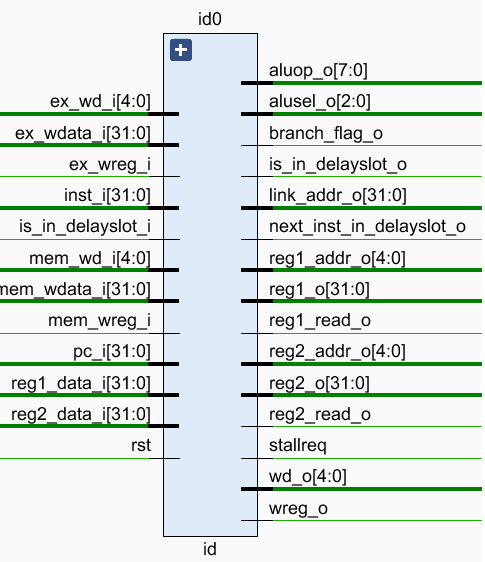 id0
ex_wd_i[4:0]
ex_wdata_i[31:0]
ex_wreg_i
inst_i[31:0]
is_in_delayslot_i
mem_wd_i[4:0]
mem_wdata_i[31:0]
mem_wreg_i
pc_i[31:0]
reg1_data_i[31:0]
reg2_data_i[31:0]
rst
aluop_o[7:0]
alusel_o[2:0]
branch_flag_o
is_in_delayslot_o
link_addr_o[31:0]
next_inst_in_delayslot_o
reg1_addr_o[4:0]
reg1_o[31:0]
reg1_read_o
reg2_addr_o[4:0]
reg2_o[31:0]
reg2_read_o
stallreq
wd_o[4:0]
wreg_o
id